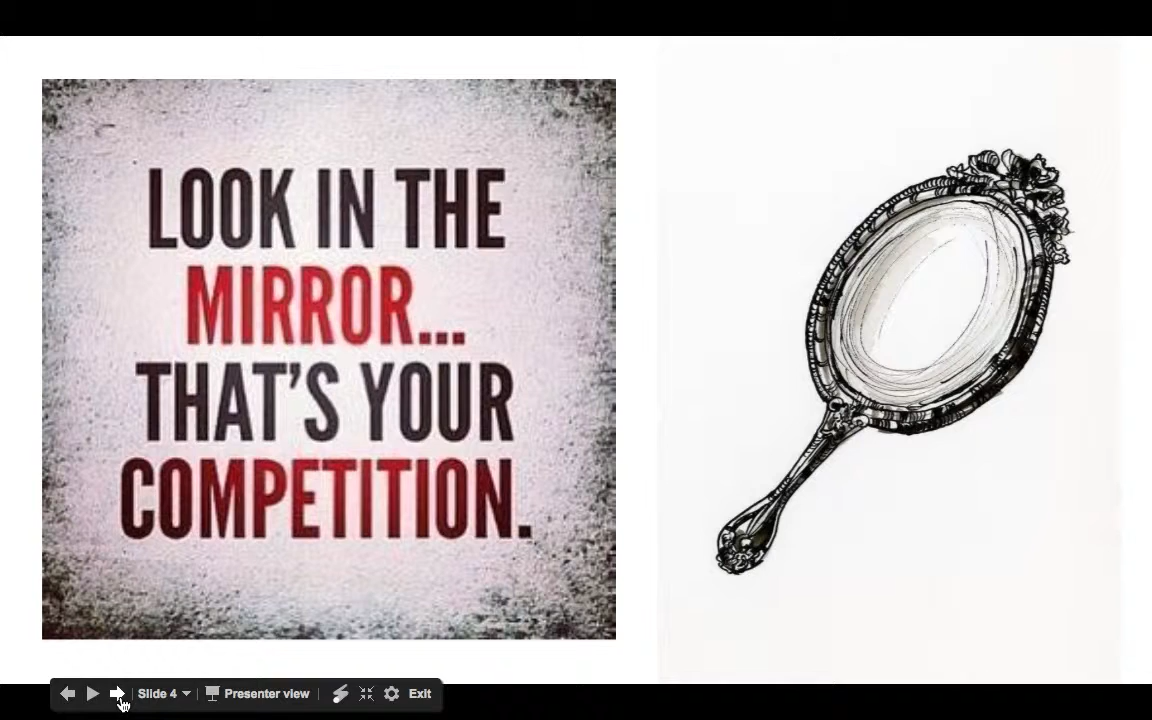 LOOK IN THE
MIRROR...
THAT'S YOUR
COMPETITION.
Slide 4
Presenter view
Exit